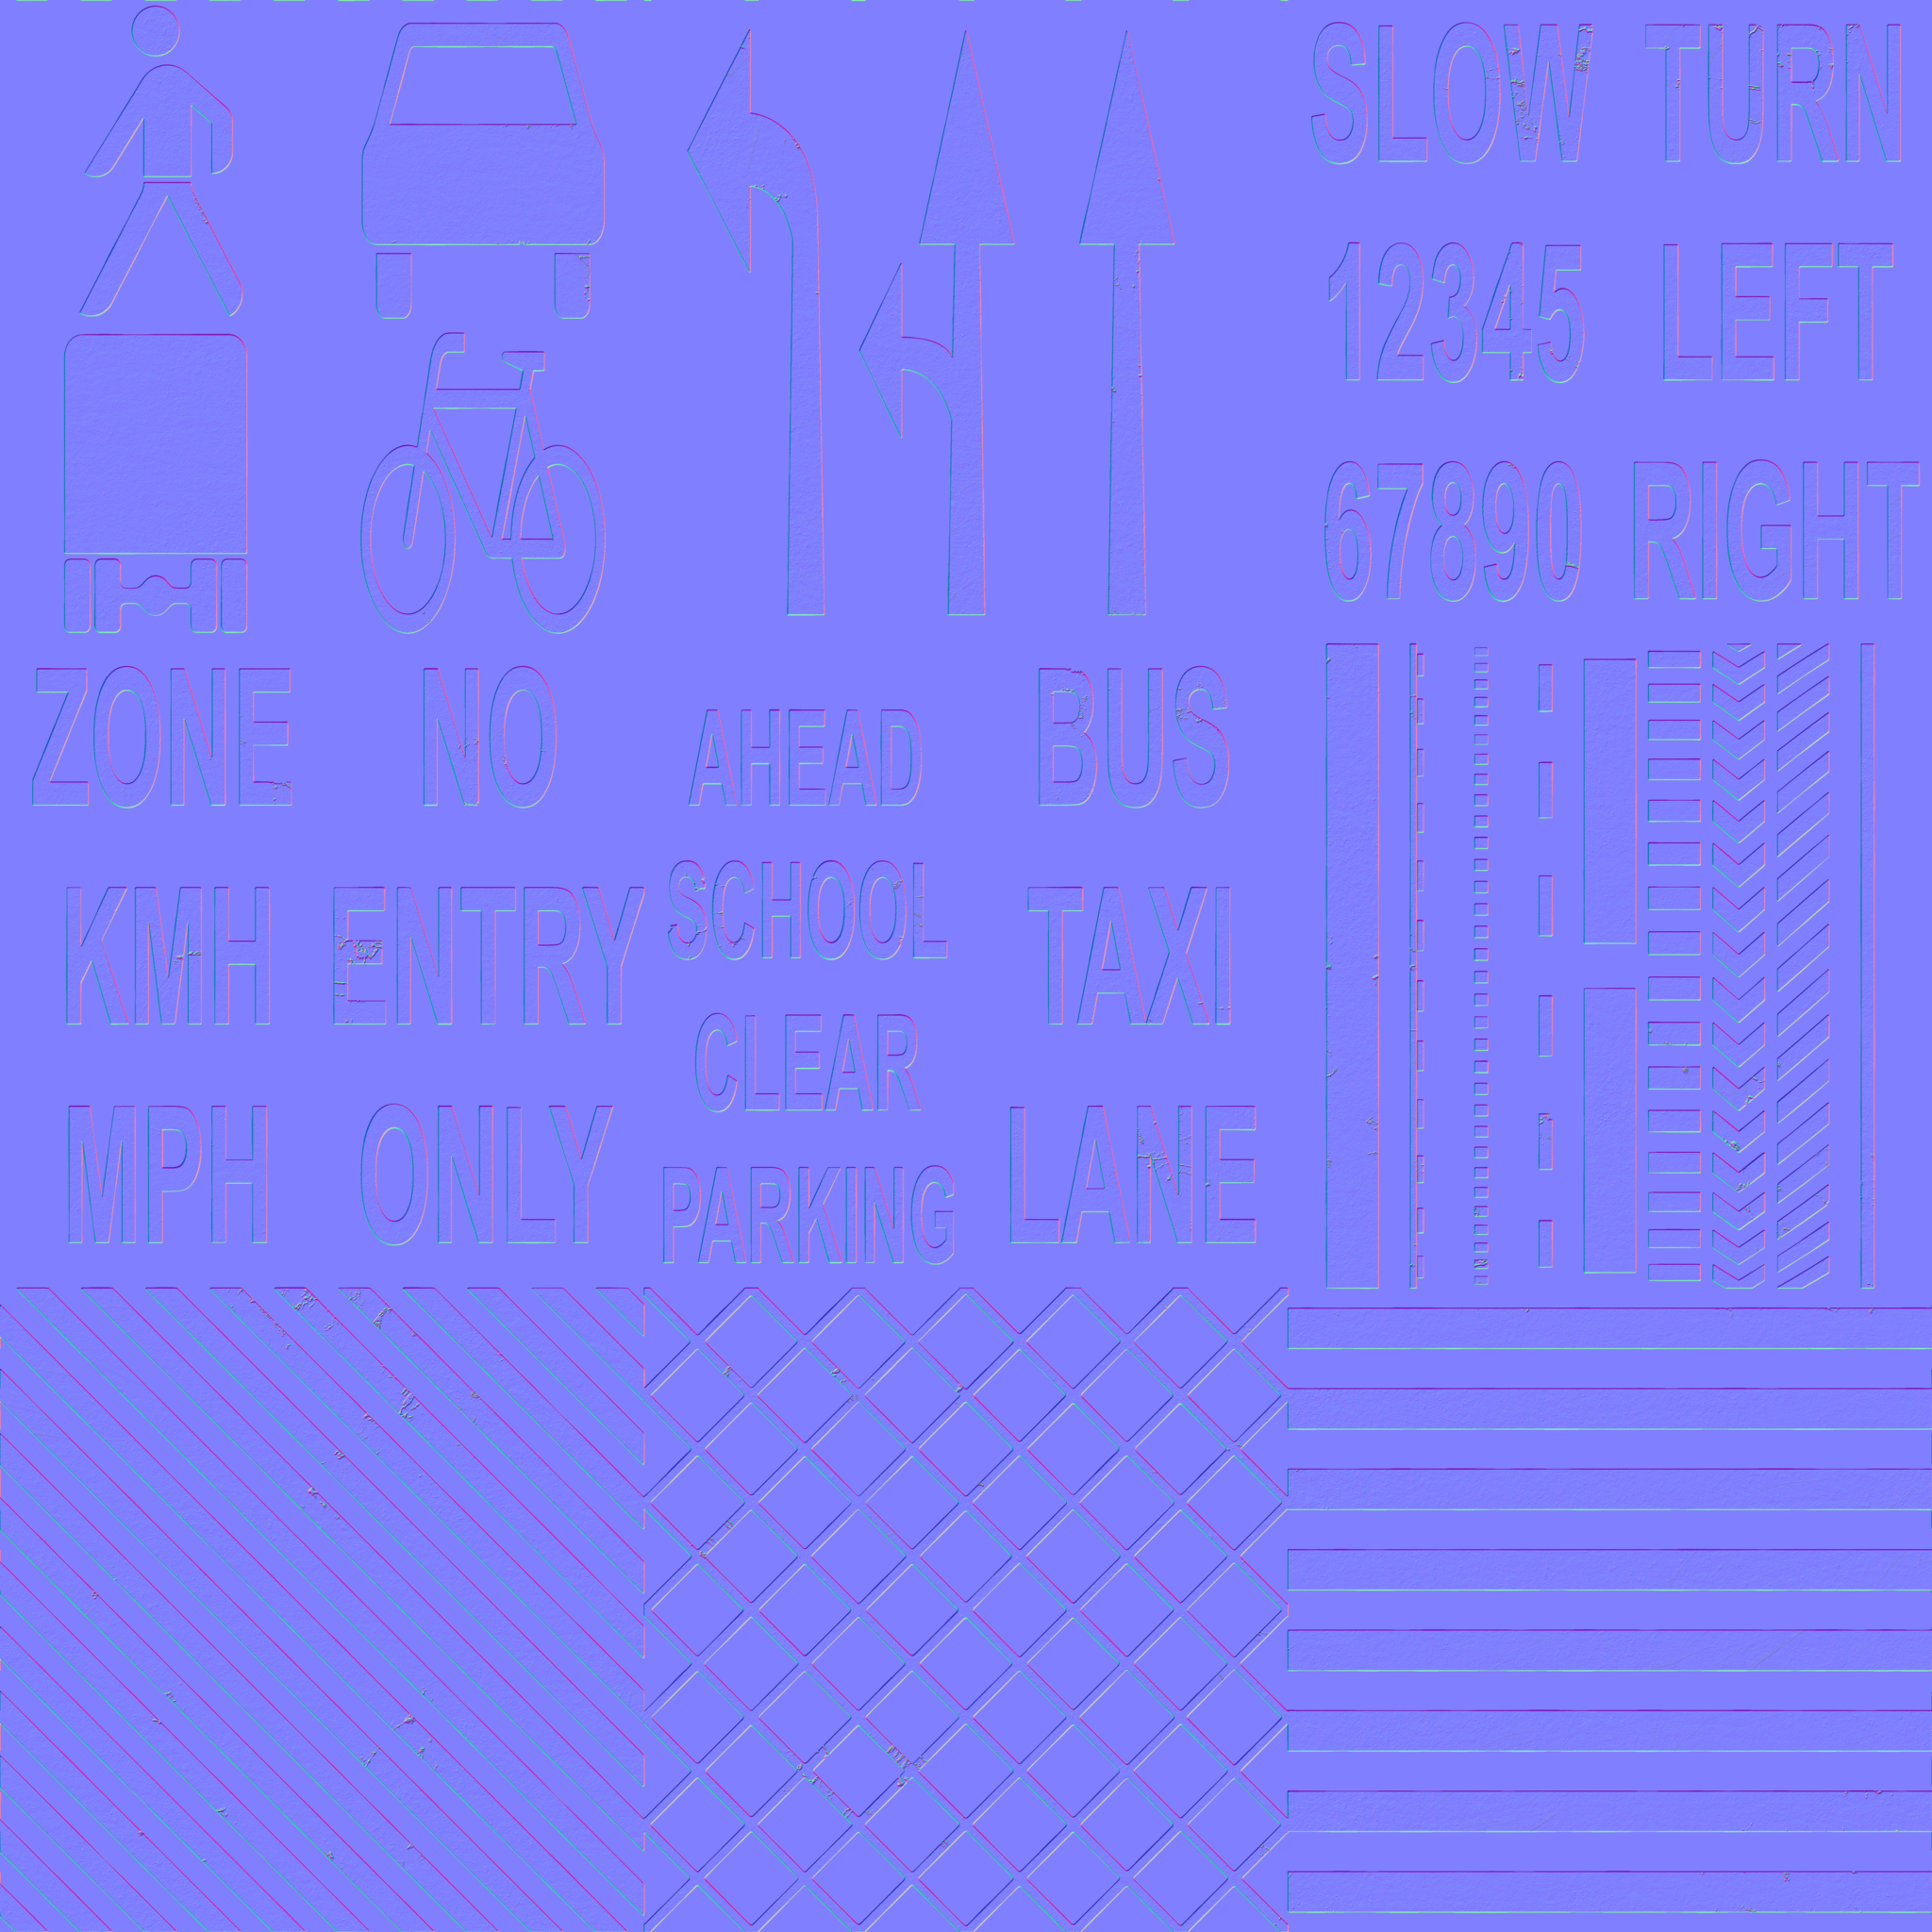 SLOW TURN
12345 LEFT
67890 RIGHT
ZONE NO
AHEAD
BUS
KMH ENTRY
SCHOOL
TAXI
CLEAR
MPH ONLY
PARKING
LANE